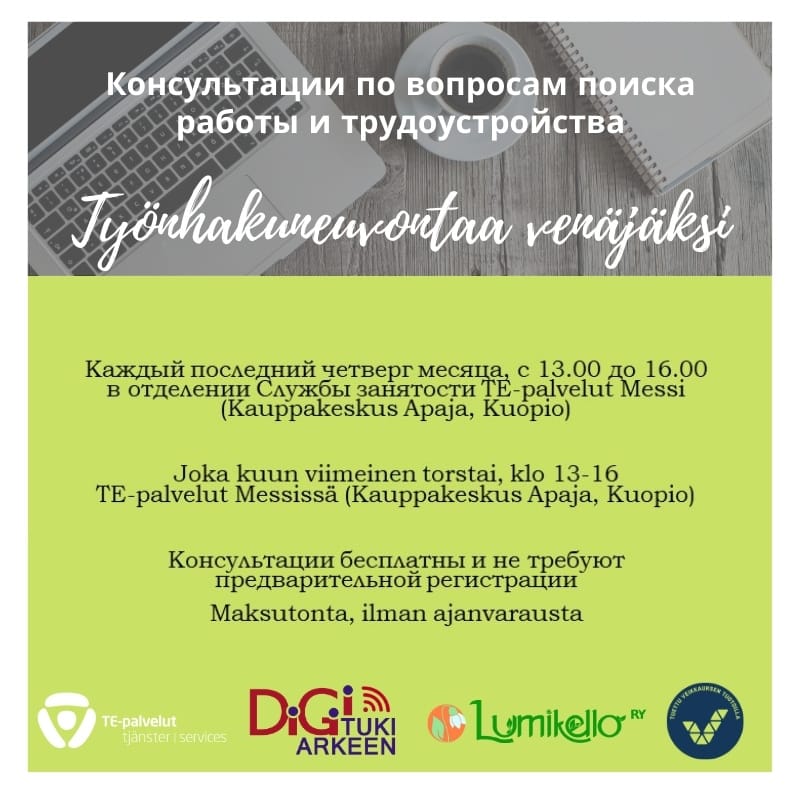 Консультации по вопросам поиска
работы и трудоустройства
Työnhakuneuvontaa venäjäksi
Каждый последний четверг месяца, с 13.00 до 16.00
в отделении Службы занятости TE-palvelut Messi
(Kauppakeskus Apaja, Kuopio)
Joka kuun viimeinen torstai, klo 13-16
TE-palvelut Messissä (Kauppakeskus Apaja, Kuopio)
Консультации бесплатны и не требуют
предварительной регистрации
Maksutonta, ilman ajanvarausta
TE-palvelut
tjänster | services
DiGi
TUKI
ARKEEN
Lumikello RY
TUETTU VEIKKAUKSEN TUOTOILLA